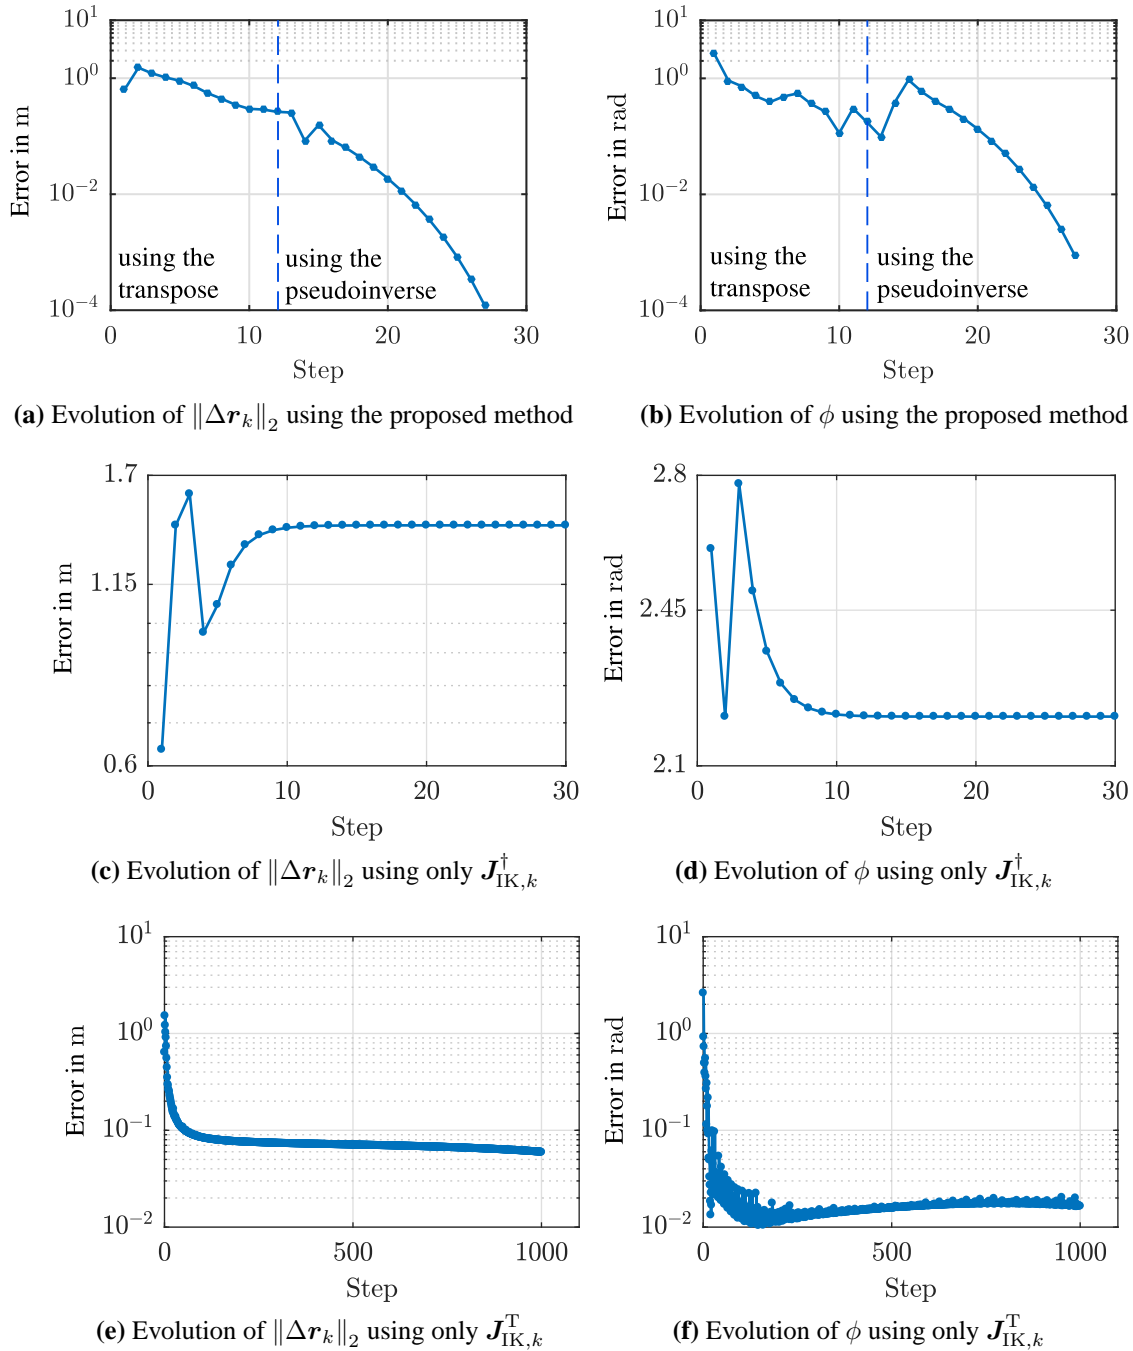 10^1
10^0
10^{-2}
10^{-4}
Error in m
using the
transpose
using the
pseudoinverse
0 10 20 30
Step
(a) Evolution of ‖Δr_k‖_2 using the proposed method
10^1
10^0
10^{-2}
10^{-4}
Error in rad
using the
transpose
using the
pseudoinverse
0 10 20 30
Step
(b) Evolution of ϕ using the proposed method
1.7
1.15
0.6
Error in m
0 10 20 30
Step
(c) Evolution of ‖Δr_k‖_2 using only J^†_{IK,k}
2.8
2.45
2.1
Error in rad
0 10 20 30
Step
(d) Evolution of ϕ using only J^†_{IK,k}
10^1
10^0
10^{-1}
10^{-2}
Error in m
0 500 1000
Step
(e) Evolution of ‖Δr_k‖_2 using only J^T_{IK,k}
10^1
10^0
10^{-1}
10^{-2}
Error in rad
0 500 1000
Step
(f) Evolution of ϕ using only J^T_{IK,k}